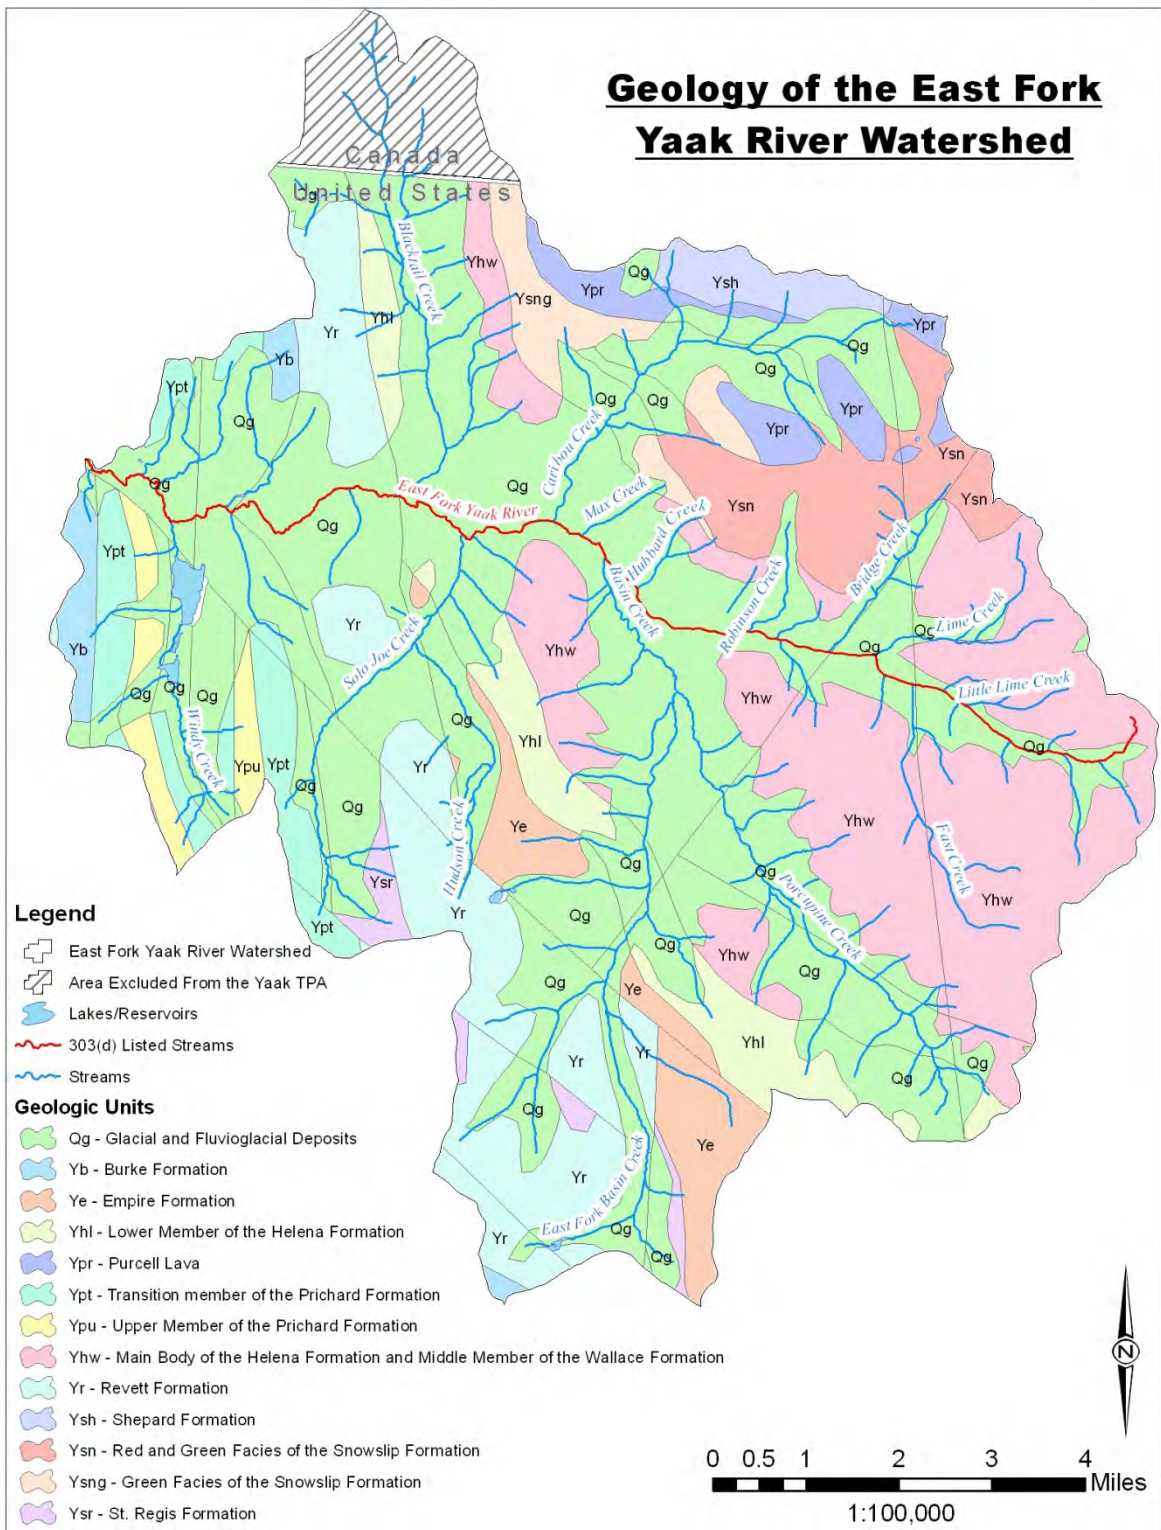 Geology of the East Fork
Yaak River Watershed
Canada
United States
Qg
Blacktail Creek
Yhw
Qg
Ysh
Ypr
Ysng
Yhl
Yr
Ypr
Yb
Qg
Ypt
Qg
Qg
Qg
Ypr
Qg
Ypr
Caribou Creek
Ysn
Qg
Qg
East Fork Yaak River
Max Creek
Ysn
Ysn
Qg
Hubbard Creek
Ypt
Bridge Creek
Basin Creek
Robinson Creek
Lime Creek
Qg
Yr
Qg
Yb
Solo Joe Creek
Yhw
Qg
Qg
Qg
Little Lime Creek
Yhw
Windy Creek
Qg
Yhl
Qg
Ypu
Ypt
Yr
Qg
Qg
Yhw
Ye
Hudson Creek
Fast Creek
Qg
Qg
Porcupine Creek
Ysr
Yhw
Yr
Qg
Ypt
Qg
Yhw
Qg
Qg
Ye
Yhl
Yr
Yr
Qg
Qg
Qg
Ye
Yr
East Fork Basin Creek
Yr
Qg
Qg
Legend
East Fork Yaak River Watershed
Area Excluded From the Yaak TPA
Lakes/Reservoirs
303(d) Listed Streams
Streams
Geologic Units
Qg - Glacial and Fluvioglacial Deposits
Yb - Burke Formation
Ye - Empire Formation
Yhl - Lower Member of the Helena Formation
Ypr - Purcell Lava
Ypt - Transition member of the Prichard Formation
Ypu - Upper Member of the Prichard Formation
Yhw - Main Body of the Helena Formation and Middle Member of the Wallace Formation
Yr - Revett Formation
Ysh - Shepard Formation
Ysn - Red and Green Facies of the Snowslip Formation
Ysng - Green Facies of the Snowslip Formation
Ysr - St. Regis Formation
N
0 0.5 1 2 3 4
Miles
1:100,000